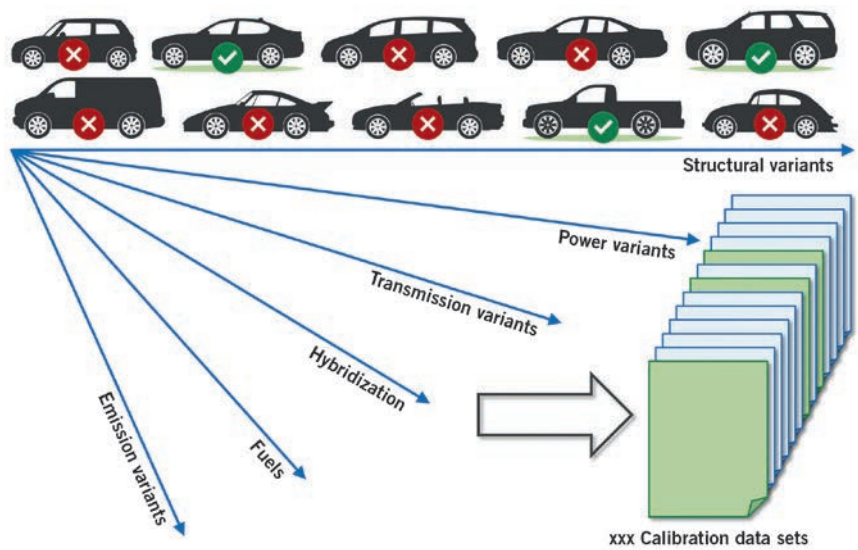 Structural variants
Power variants
Transmission variants
Hybridization
Fuels
Emission variants
xxx Calibration data sets